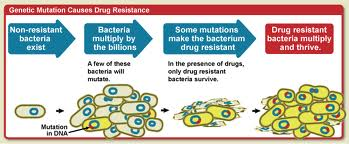 Genetic Mutation Causes Drug Resistance
Non-resistant
bacteria
exist
Bacteria
multiply by
the billions
Some mutations
make the bacterium
drug resistant
Drug resistant
bacteria multiply
and thrive.
A few of these
bacteria will
mutate.
In the presence of drugs,
only drug resistant
bacteria survive.
Mutation
in DNA